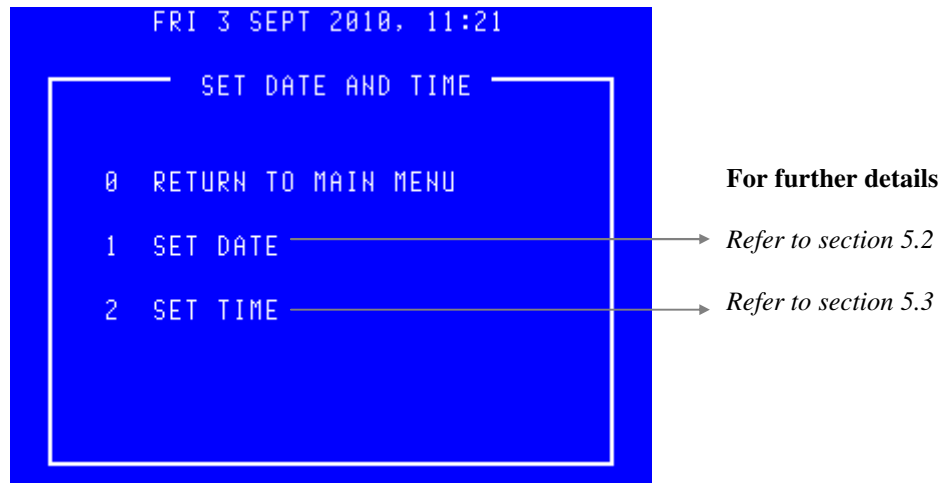 FRI 3 SEPT 2010, 11:21
SET DATE AND TIME
0 RETURN TO MAIN MENU
For further details
1 SET DATE
Refer to section 5.2
2 SET TIME
Refer to section 5.3